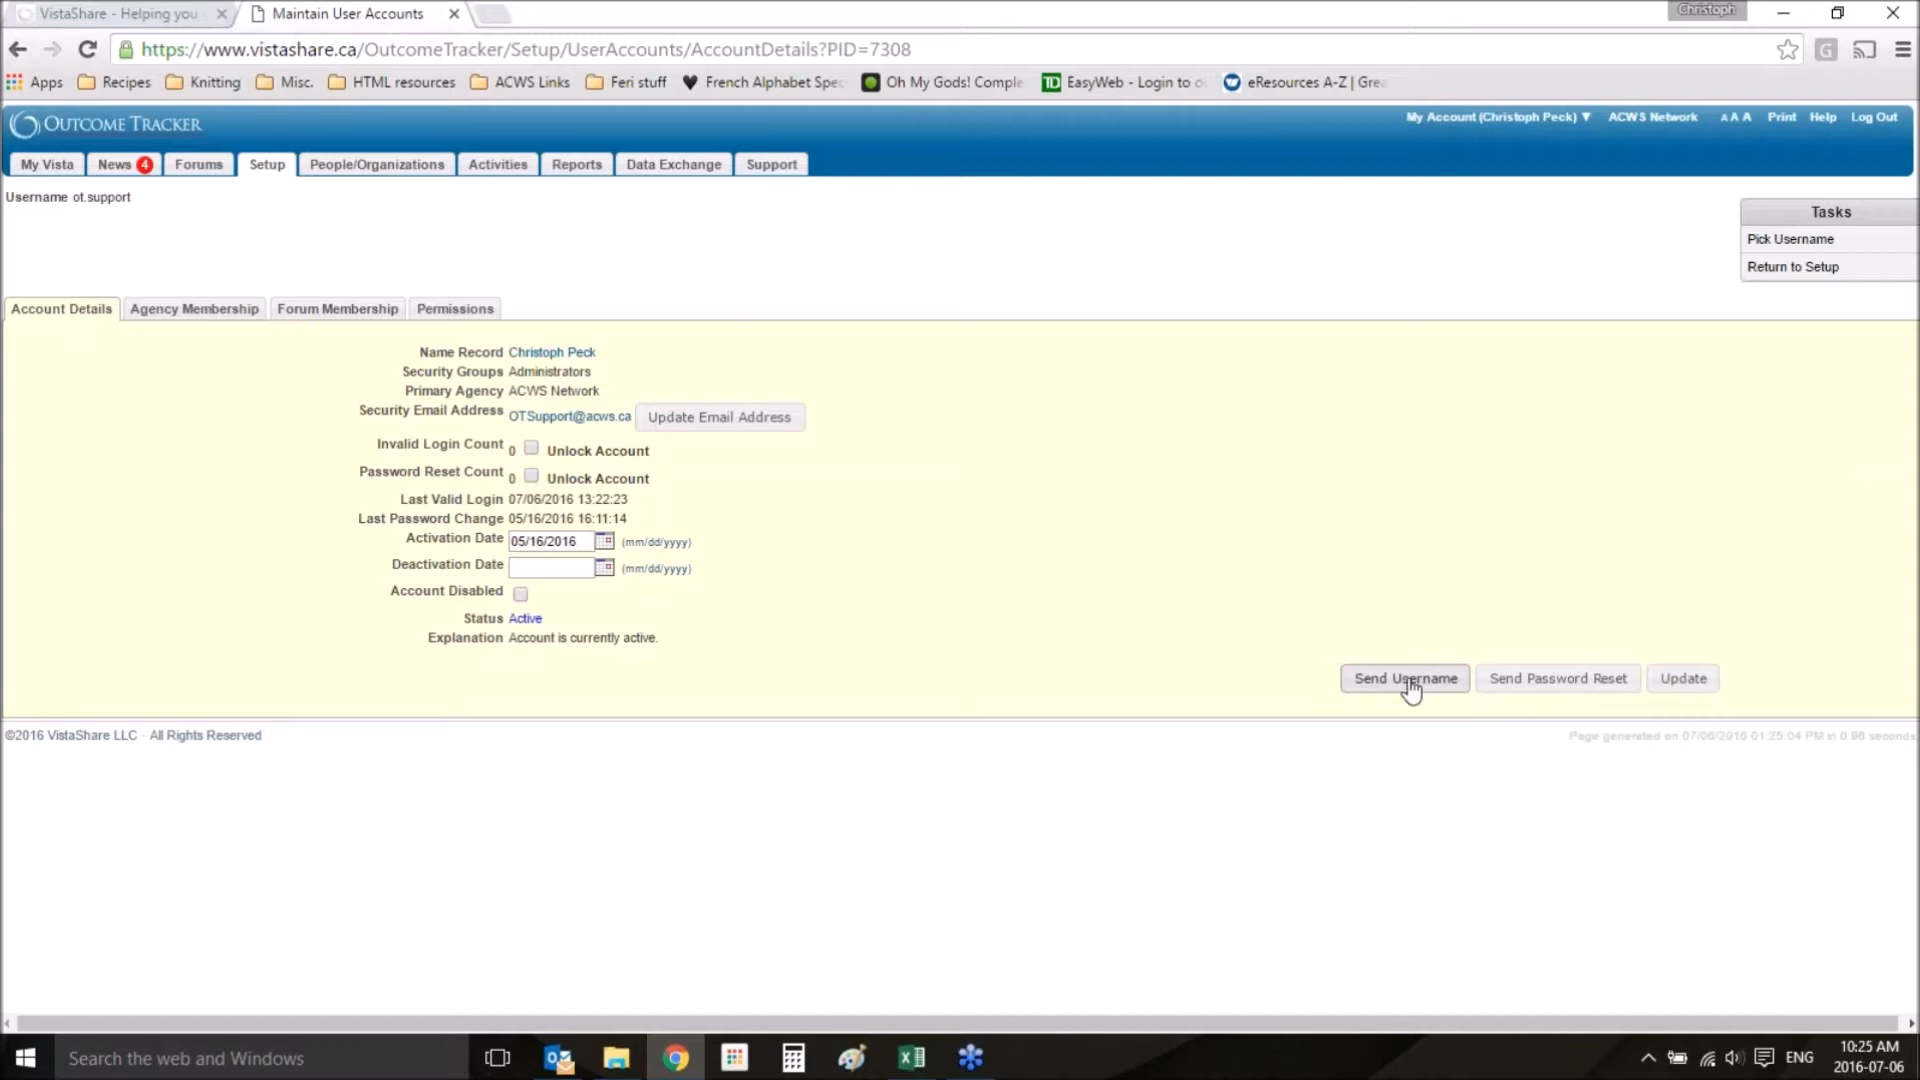 VistaShare - Helping you
Maintain User Accounts
Christoph
https://www.vistashare.ca/OutcomeTracker/Setup/UserAccounts/AccountDetails?PID=7308
Apps Recipes Knitting Misc. HTML resources ACWS Links Feri stuff French Alphabet Spec Oh My Gods! Comple TD EasyWeb - Login to o eResources A-Z | Grea
OUTCOME TRACKER
My Account (Christoph Peck) ▼ ACWS Network A A A Print Help Log Out
My Vista News 4 Forums Setup People/Organizations Activities Reports Data Exchange Support
Username ot.support
Tasks
Pick Username
Return to Setup
Account Details Agency Membership Forum Membership Permissions
Name Record Christoph Peck
Security Groups Administrators
Primary Agency ACWS Network
Security Email Address OTSupport@acws.ca Update Email Address
Invalid Login Count 0 Unlock Account
Password Reset Count 0 Unlock Account
Last Valid Login 07/06/2016 13:22:23
Last Password Change 05/16/2016 16:11:14
Activation Date 05/16/2016 (mm/dd/yyyy)
Deactivation Date (mm/dd/yyyy)
Account Disabled
Status Active
Explanation Account is currently active.
Send Username Send Password Reset Update
©2016 VistaShare LLC - All Rights Reserved
Page generated on 07/06/2016 01:25:04 PM in 0.96 seconds
Search the web and Windows
ENG
10:25 AM
2016-07-06